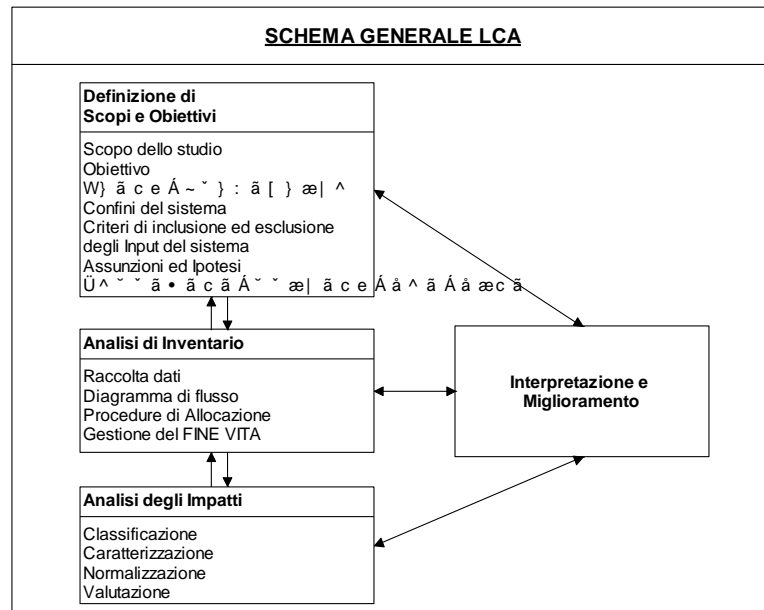 SCHEMA GENERALE LCA
Definizione di
Scopi e Obiettivi
Scopo dello studio
Obiettivo
Confini del sistema
Criteri di inclusione ed esclusione
degli Input del sistema
Assunzioni ed Ipotesi
Analisi di Inventario
Raccolta dati
Diagramma di flusso
Procedure di Allocazione
Gestione del FINE VITA
Interpretazione e
Miglioramento
Analisi degli Impatti
Classificazione
Caratterizzazione
Normalizzazione
Valutazione